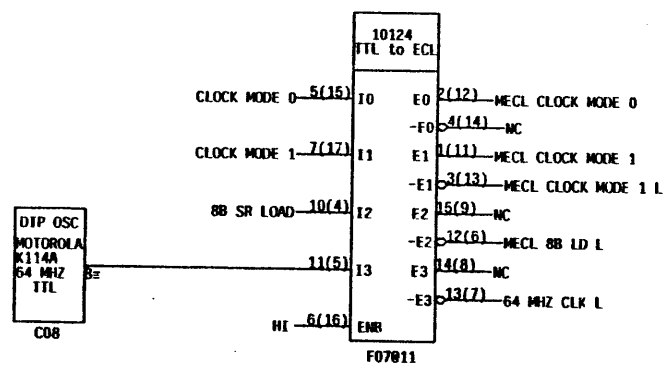 10124
TTL to ECL
CLOCK MODE 0 5(15) I0 E0 2(12) MECL CLOCK MODE 0
-E0 4(14) NC
CLOCK MODE 1 7(17) I1 E1 1(11) MECL CLOCK MODE 1
-E1 3(13) MECL CLOCK MODE 1 L
8B SR LOAD 10(4) I2 E2 15(9) NC
-E2 12(6) MECL 8B LD L
DIP OSC
MOTOROLA
K114A
64 MHZ
TTL
8
C08
11(5) I3 E3 14(8) NC
-E3 13(7) 64 MHZ CLK L
HI 6(16) ENB
F07@11